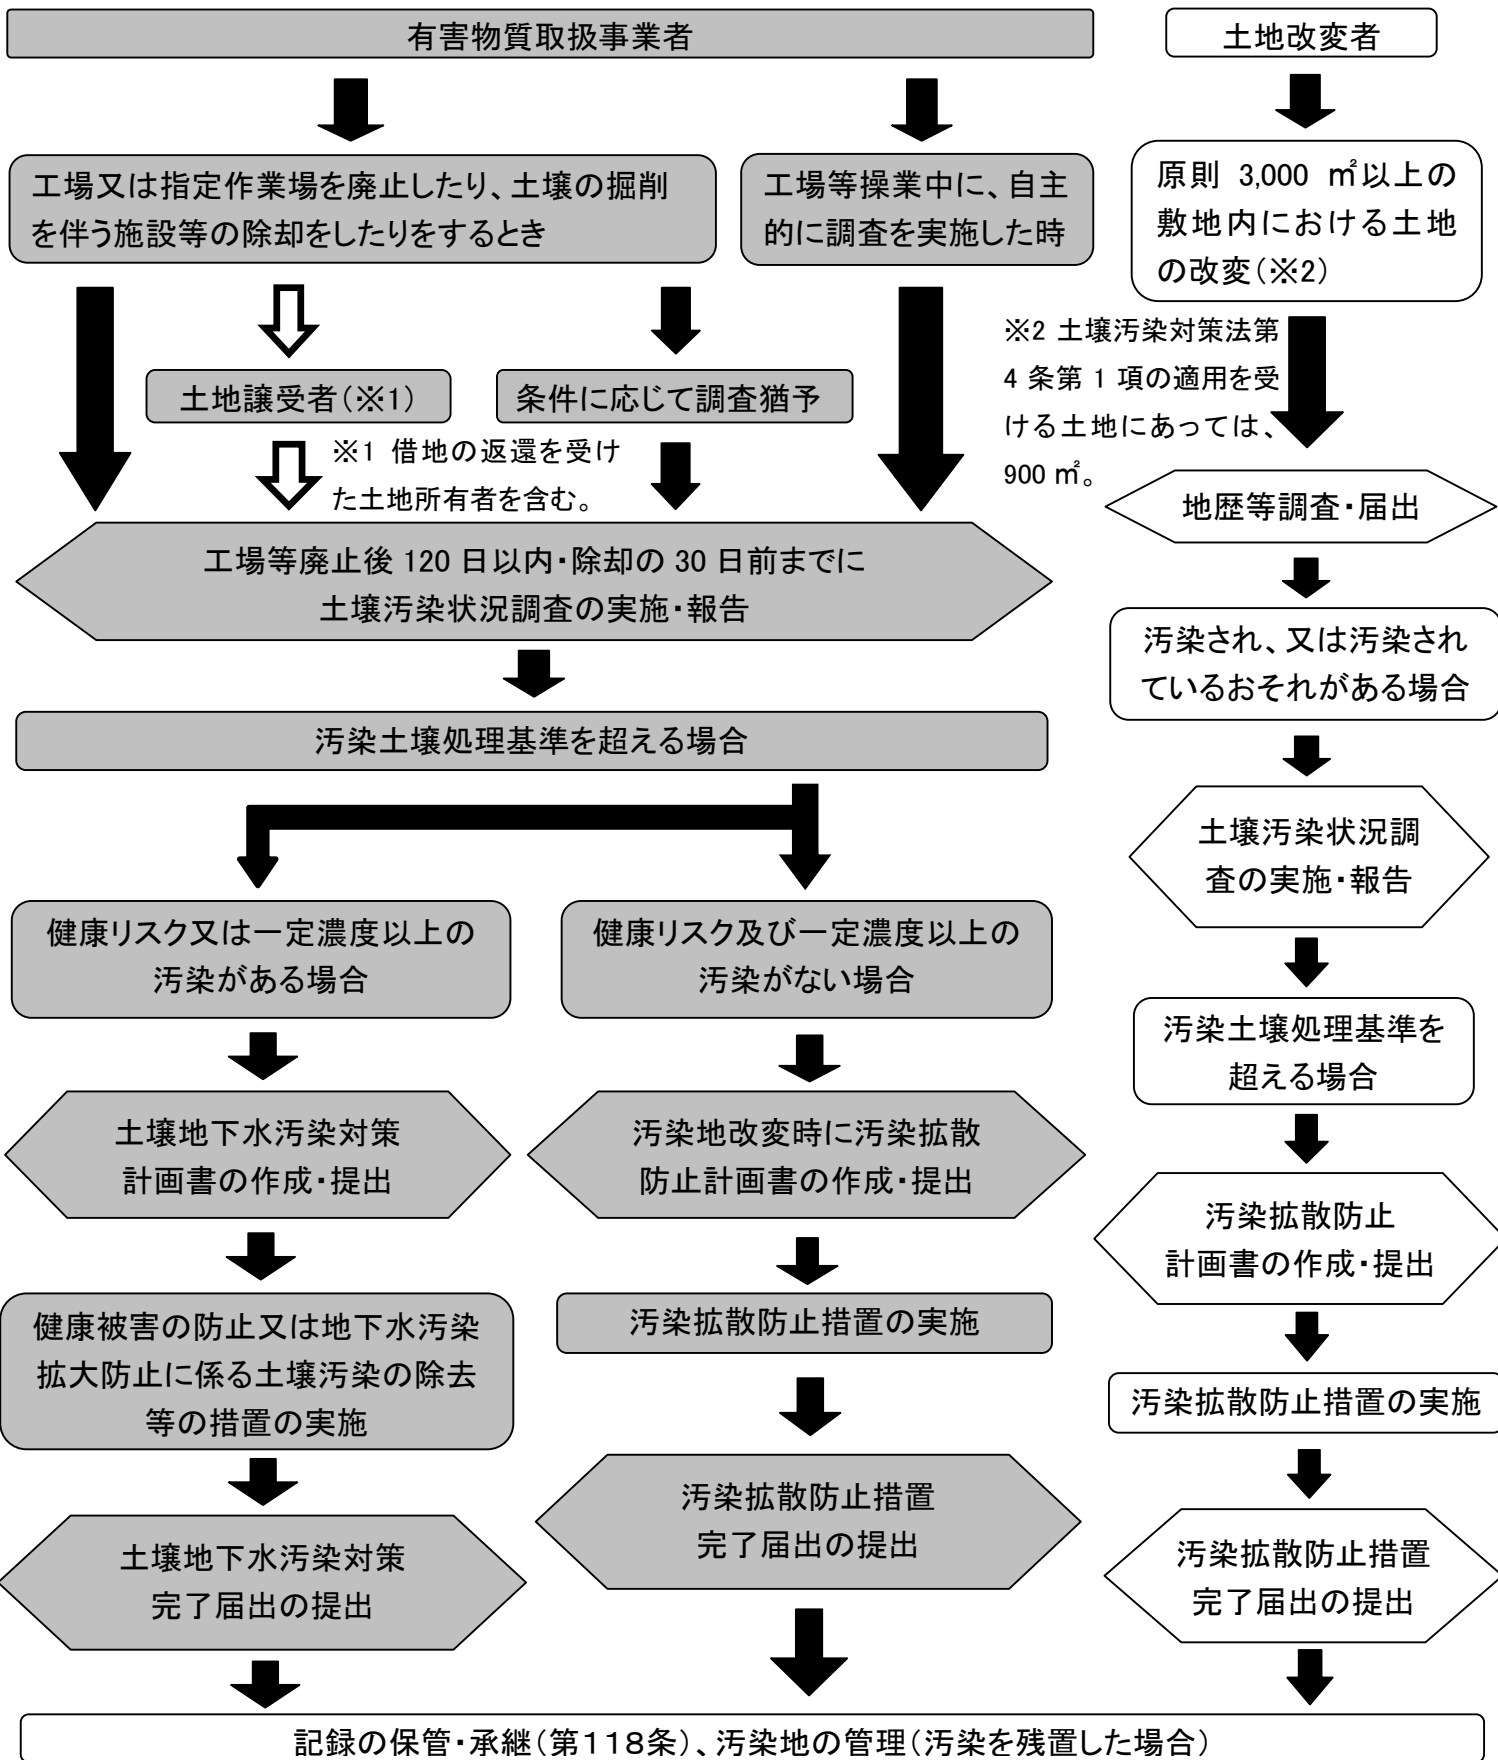 有害物質取扱事業者
土地改変者
工場又は指定作業場を廃止したり、土壌の掘削
を伴う施設等の除却をしたりをするとき
工場等操業中に、自主
的に調査を実施した時
原則 3,000 ㎡以上の
敷地内における土地
の改変(※2)
土地譲受者(※1)
条件に応じて調査猶予
※1 借地の返還を受け
た土地所有者を含む。
※2 土壌汚染対策法第
4 条第 1 項の適用を受
ける土地にあっては、
900 ㎡。
地歴等調査・届出
工場等廃止後 120 日以内・除却の 30 日前までに
土壌汚染状況調査の実施・報告
汚染され、又は汚染され
ているおそれがある場合
汚染土壌処理基準を超える場合
土壌汚染状況調
査の実施・報告
健康リスク又は一定濃度以上の
汚染がある場合
健康リスク及び一定濃度以上の
汚染がない場合
汚染土壌処理基準を
超える場合
土壌地下水汚染対策
計画書の作成・提出
汚染地改変時に汚染拡散
防止計画書の作成・提出
汚染拡散防止
計画書の作成・提出
健康被害の防止又は地下水汚染
拡大防止に係る土壌汚染の除去
等の措置の実施
汚染拡散防止措置の実施
汚染拡散防止措置の実施
土壌地下水汚染対策
完了届出の提出
汚染拡散防止措置
完了届出の提出
汚染拡散防止措置
完了届出の提出
記録の保管・承継(第118条)、汚染地の管理(汚染を残置した場合)